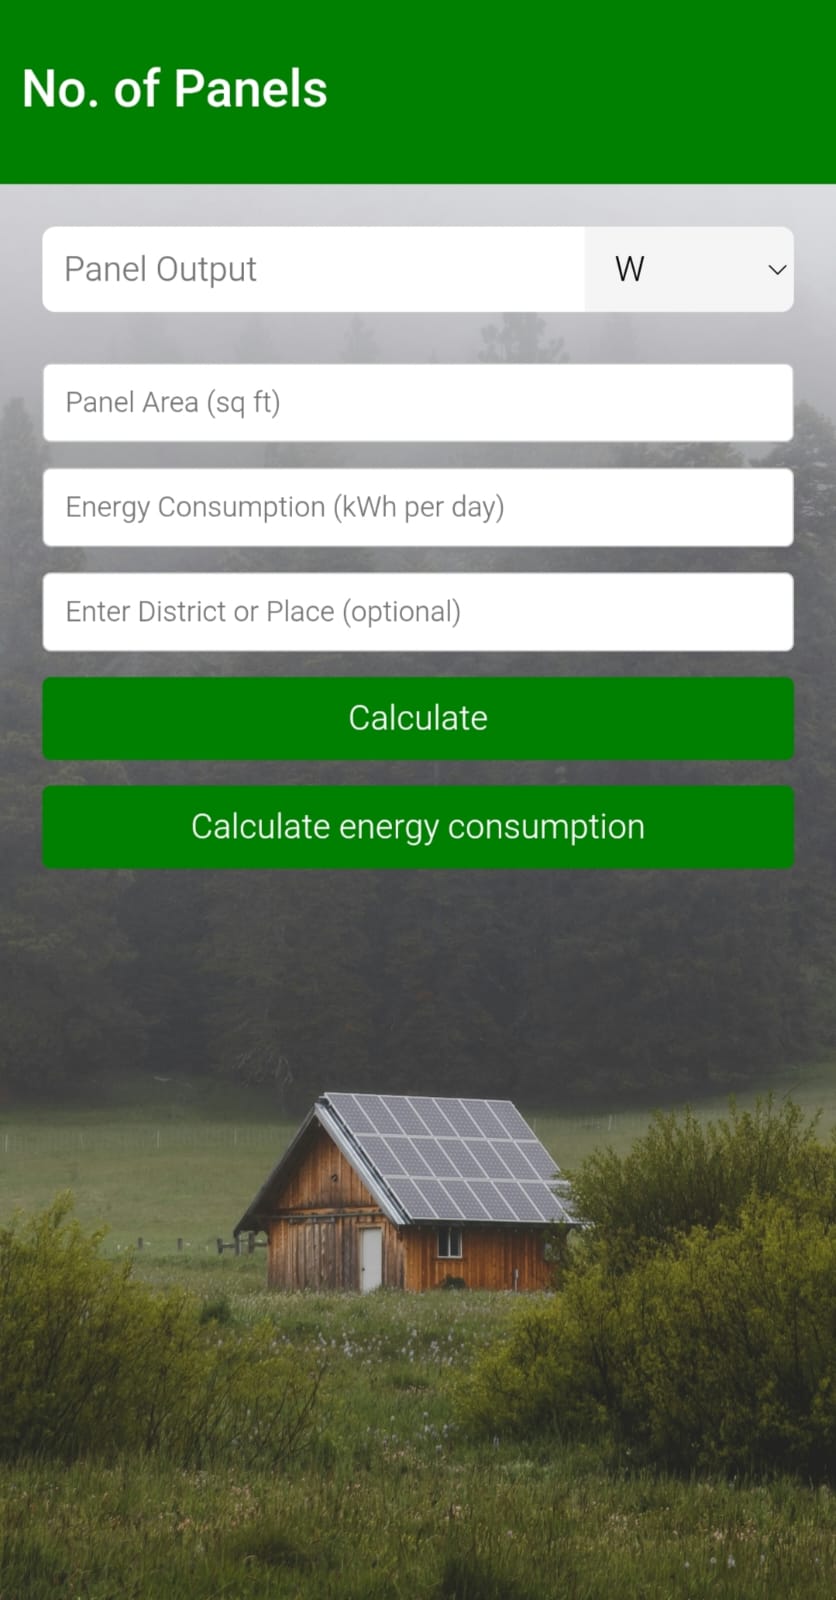 No. of Panels
Panel Output
W
Panel Area (sq ft)
Energy Consumption (kWh per day)
Enter District or Place (optional)
Calculate
Calculate energy consumption